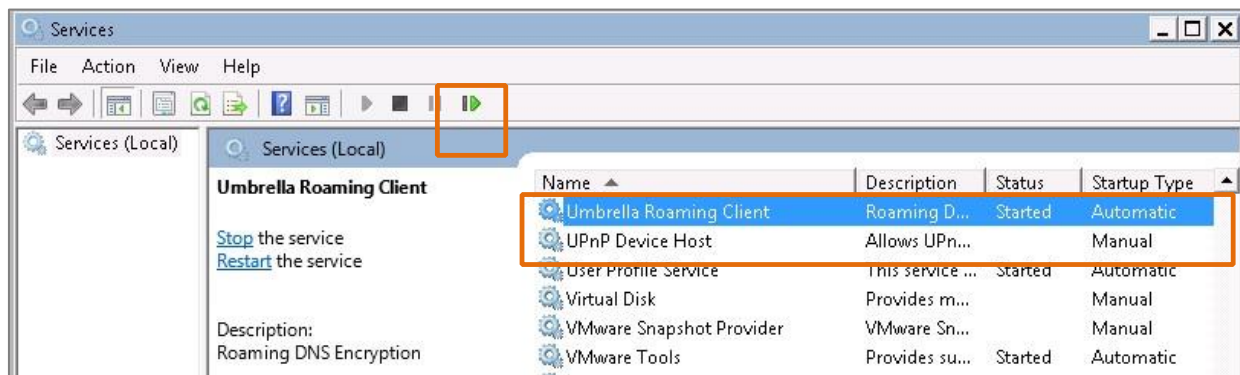 Services
File Action View Help
Services (Local)
Services (Local)
Umbrella Roaming Client
Stop the service
Restart the service
Description:
Roaming DNS Encryption
Name Description Status Startup Type
Umbrella Roaming Client Roaming D... Started Automatic
UPnP Device Host Allows UPn... Manual
User Profile Service This service ... Started Automatic
Virtual Disk Provides m... Manual
VMware Snapshot Provider VMware Sn... Manual
VMware Tools Provides su... Started Automatic